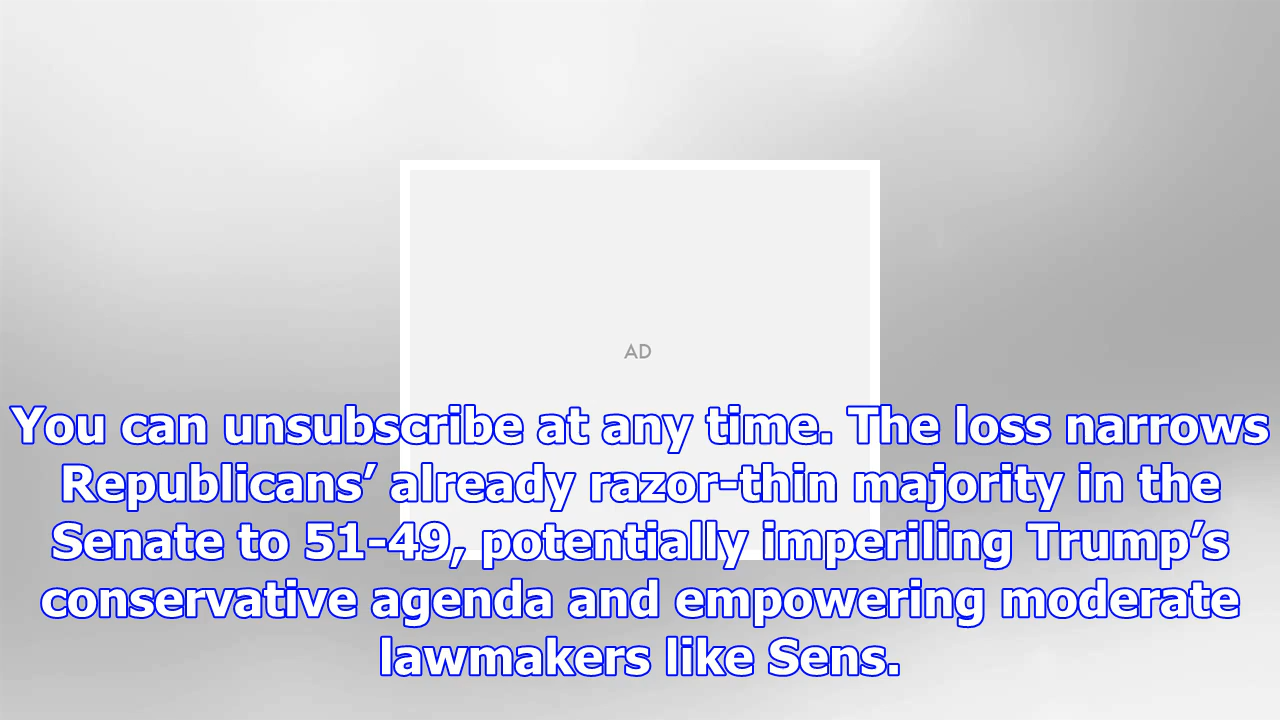 AD
You can unsubscribe at any time. The loss narrows
Republicans’ already razor-thin majority in the
Senate to 51-49, potentially imperiling Trump’s
conservative agenda and empowering moderate
lawmakers like Sens.